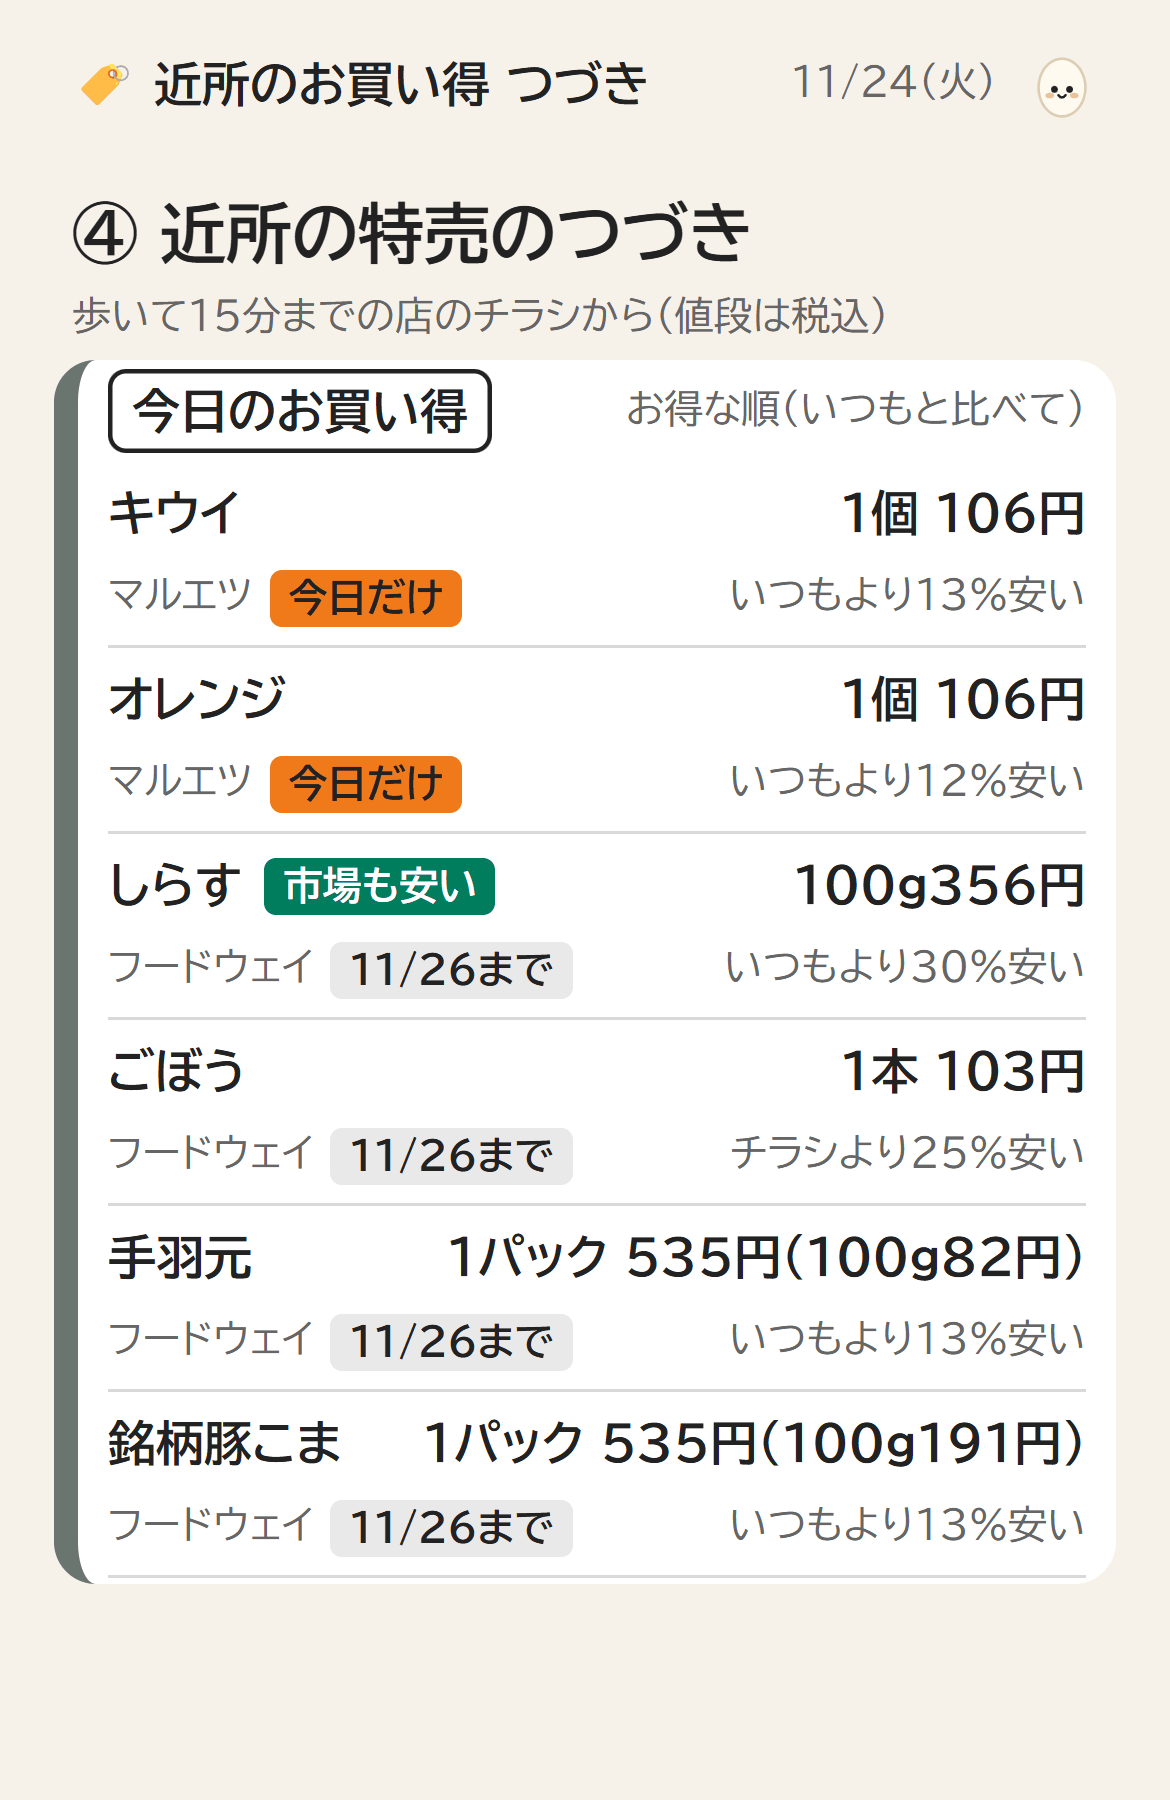 近所のお買い得 つづき 11/24(火)
④ 近所の特売のつづき
歩いて15分までの店のチラシから(値段は税込)
今日のお買い得 お得な順(いつもと比べて)
キウイ 1個 106円
マルエツ 今日だけ いつもより13%安い
オレンジ 1個 106円
マルエツ 今日だけ いつもより12%安い
しらす 市場も安い 100g356円
フードウェイ 11/26まで いつもより30%安い
ごぼう 1本 103円
フードウェイ 11/26まで チラシより25%安い
手羽元 1パック 535円(100g82円)
フードウェイ 11/26まで いつもより13%安い
銘柄豚こま 1パック 535円(100g191円)
フードウェイ 11/26まで いつもより13%安い